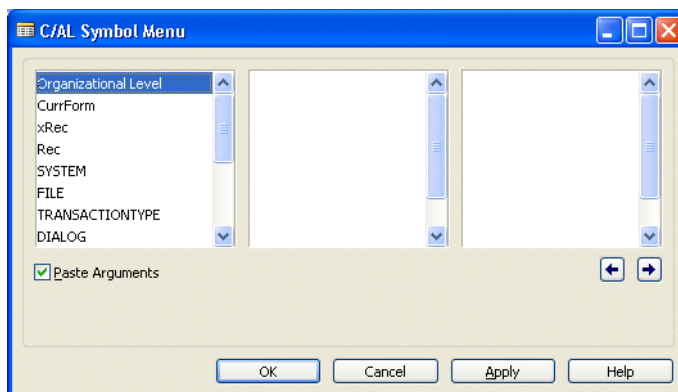 C/AL Symbol Menu
Organizational Level
CurrForm
xRec
Rec
SYSTEM
FILE
TRANSACTIONTYPE
DIALOG
Paste Arguments
OK Cancel Apply Help